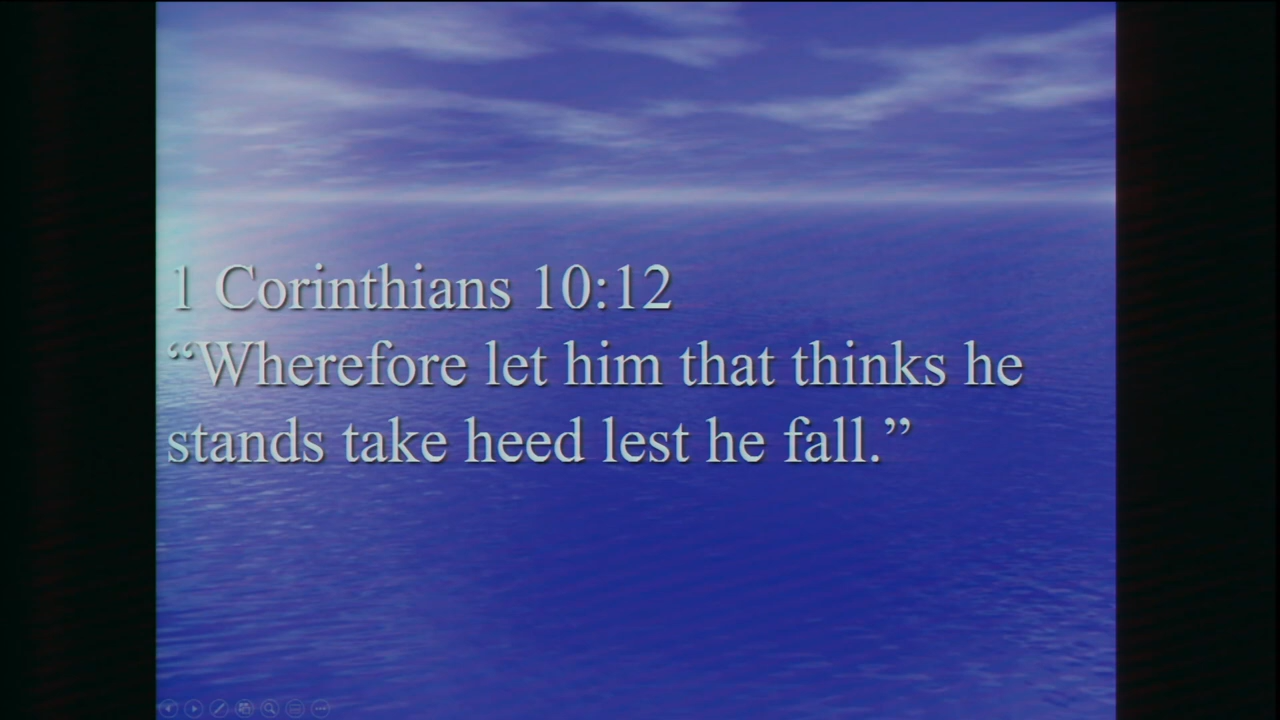 1 Corinthians 10:12
“Wherefore let him that thinks he
stands take heed lest he fall.”